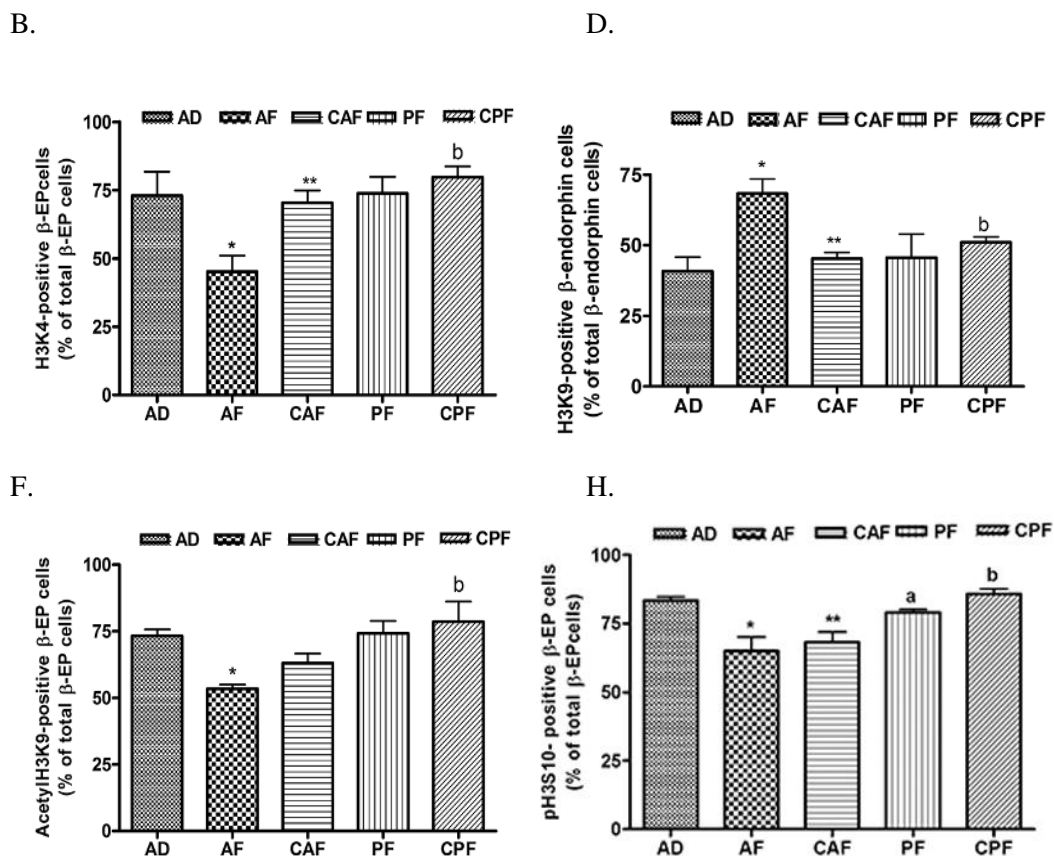 B.
AD AF CAF PF CPF
H3K4-positive β-EPcells
(% of total β-EP cells)
100
75
50
25
0
*
**
b
AD AF CAF PF CPF
D.
AD AF CAF PF CPF
H3K9-positive β-endorphin cells
(% of total β-endorphin cells)
75
50
25
0
*
**
b
AD AF CAF PF CPF
F.
AD AF CAF PF CPF
AcetylH3K9-positive β-EP cells
(% of total β-EP cells)
100
75
50
25
0
*
b
AD AF CAF PF CPF
H.
AD AF CAF PF CPF
pH3S10- positive β-EP cells
(% of total β-EPcells)
100
75
50
25
0
*
**
a
b
AD AF CAF PF CPF